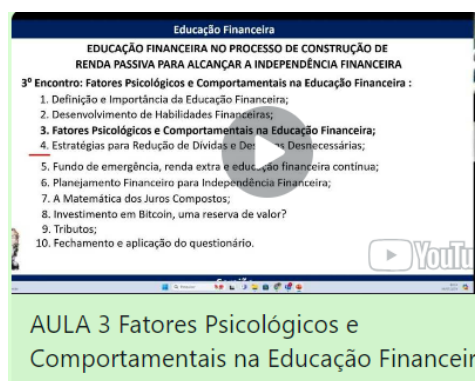 Educação Financeira
EDUCAÇÃO FINANCEIRA NO PROCESSO DE CONSTRUÇÃO DE
RENDA PASSIVA PARA ALCANÇAR A INDEPENDÊNCIA FINANCEIRA
3º Encontro: Fatores Psicológicos e Comportamentais na Educação Financeira :
1. Definição e Importância da Educação Financeira;
2. Desenvolvimento de Habilidades Financeiras;
3. Fatores Psicológicos e Comportamentais na Educação Financeira;
4. Estratégias para Redução de Dívidas e Despesas Desnecessárias;
5. Fundo de emergência, renda extra e educação financeira contínua;
6. Planejamento Financeiro para Independência Financeira;
7. A Matemática dos Juros Compostos;
8. Investimento em Bitcoin, uma reserva de valor?
9. Tributos;
10. Fechamento e aplicação do questionário.
YouTu
AULA 3 Fatores Psicológicos e
Comportamentais na Educação Financeir